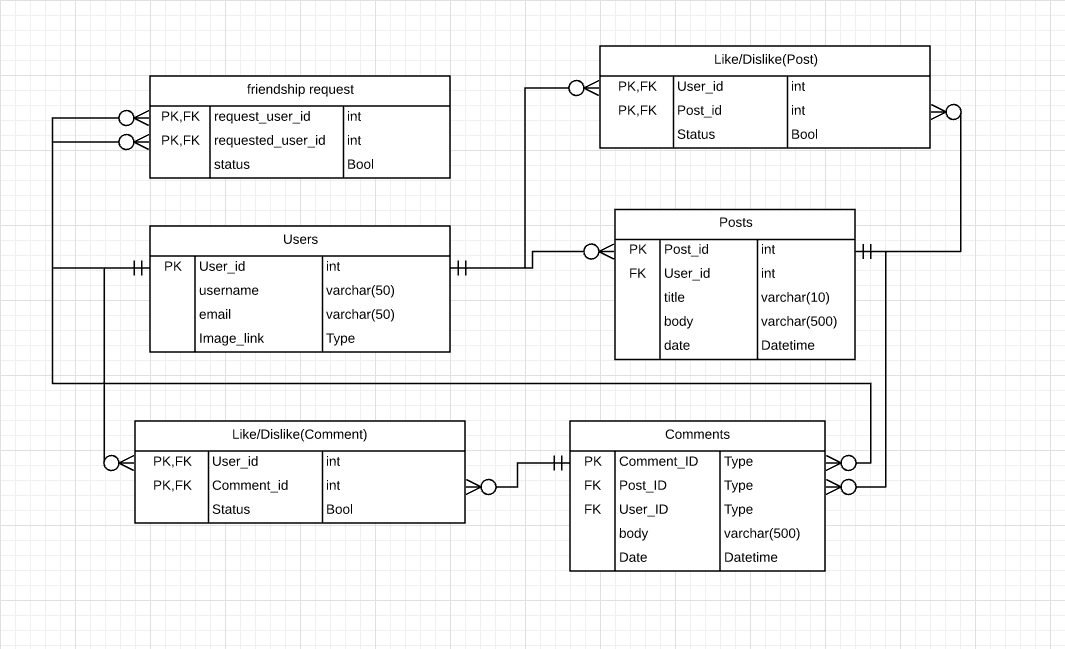 friendship request
PK,FK request_user_id int
PK,FK requested_user_id int
status Bool
Like/Dislike(Post)
PK,FK User_id int
PK,FK Post_id int
Status Bool
Users
PK User_id int
username varchar(50)
email varchar(50)
Image_link Type
Posts
PK Post_id int
FK User_id int
title varchar(10)
body varchar(500)
date Datetime
Like/Dislike(Comment)
PK,FK User_id int
PK,FK Comment_id int
Status Bool
Comments
PK Comment_ID Type
FK Post_ID Type
FK User_ID Type
body varchar(500)
Date Datetime